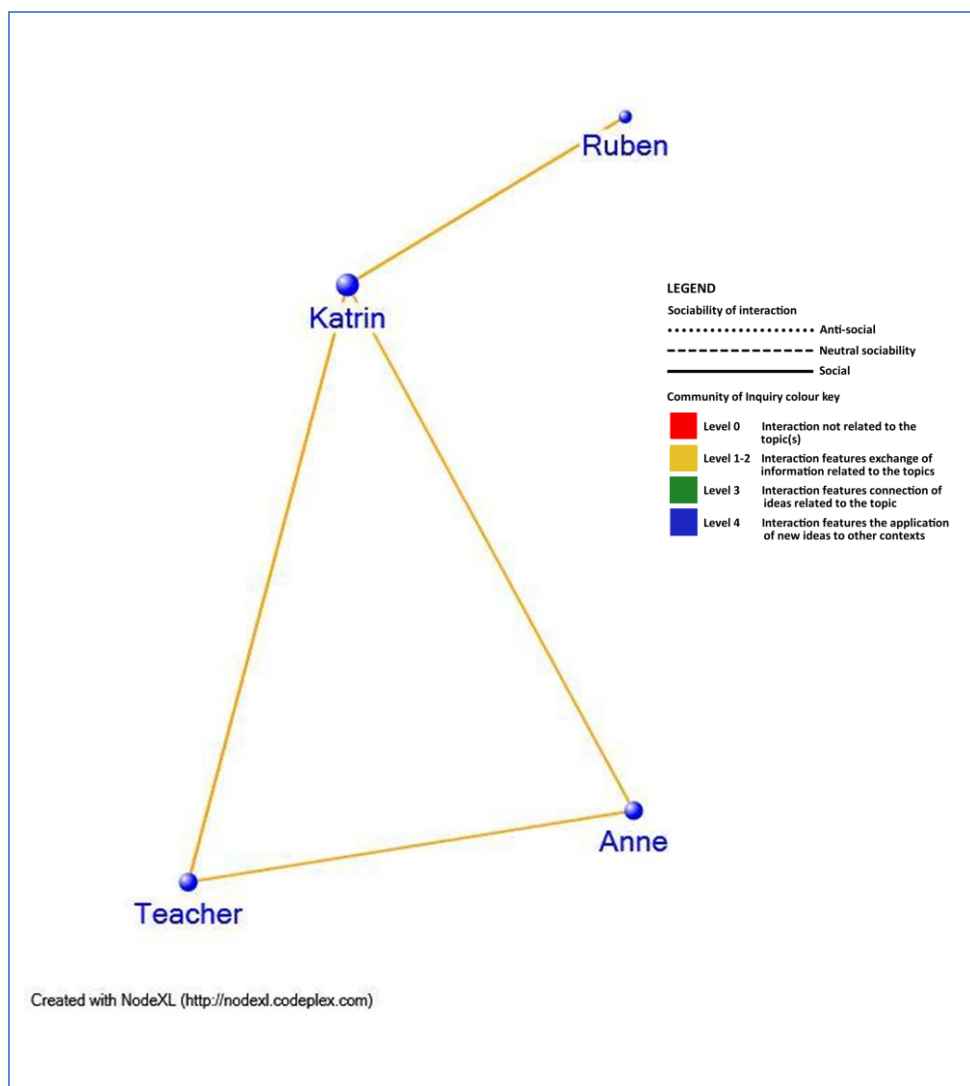 Ruben
Katrin
LEGEND
Sociability of interaction
Anti-social
Neutral sociability
Social
Community of Inquiry colour key
Level 0 Interaction not related to the
topic(s)
Level 1-2 Interaction features exchange of
information related to the topics
Level 3 Interaction features connection of
ideas related to the topic
Level 4 Interaction features the application
of new ideas to other contexts
Anne
Teacher
Created with NodeXL (http://nodexl.codeplex.com)